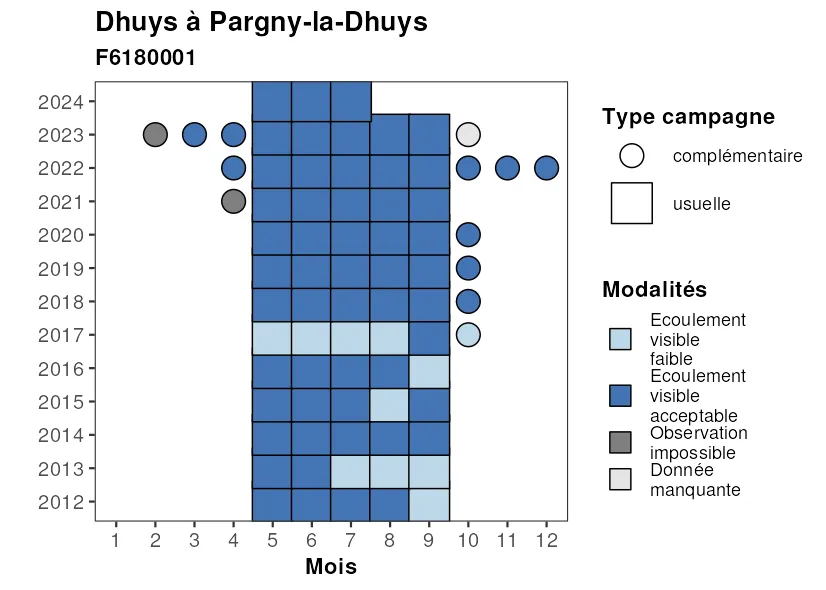 Dhuys à Pargny-la-Dhuys
F6180001
2024
2023
2022
2021
2020
2019
2018
2017
2016
2015
2014
2013
2012
1 2 3 4 5 6 7 8 9 10 11 12
Mois
Type campagne
complémentaire
usuelle
Modalités
Ecoulement
visible
faible
Ecoulement
visible
acceptable
Observation
impossible
Donnée
manquante